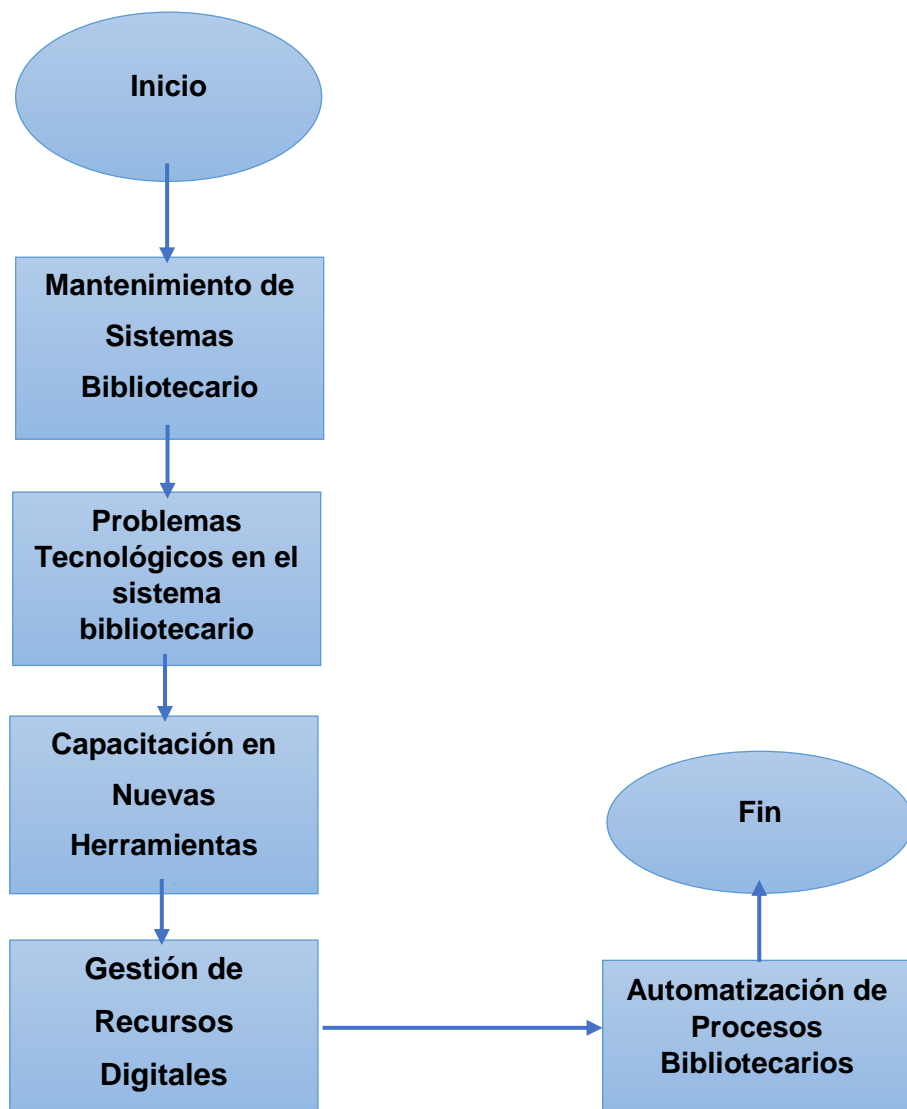 Inicio
Mantenimiento de
Sistemas
Bibliotecario
Problemas
Tecnológicos en el
sistema
bibliotecario
Capacitación en
Nuevas
Herramientas
Gestión de
Recursos
Digitales
Automatización de
Procesos
Bibliotecarios
Fin